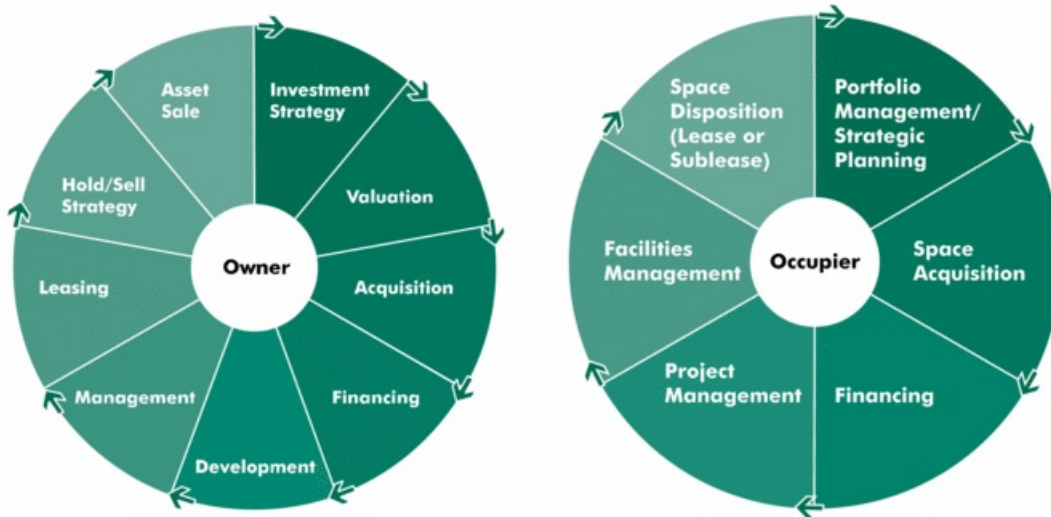 Asset
Sale
Investment
Strategy
Valuation
Acquisition
Financing
Development
Management
Leasing
Hold/Sell
Strategy
Owner
Space
Disposition
(Lease or
Sublease)
Portfolio
Management/
Strategic
Planning
Space
Acquisition
Financing
Project
Management
Facilities
Management
Occupier